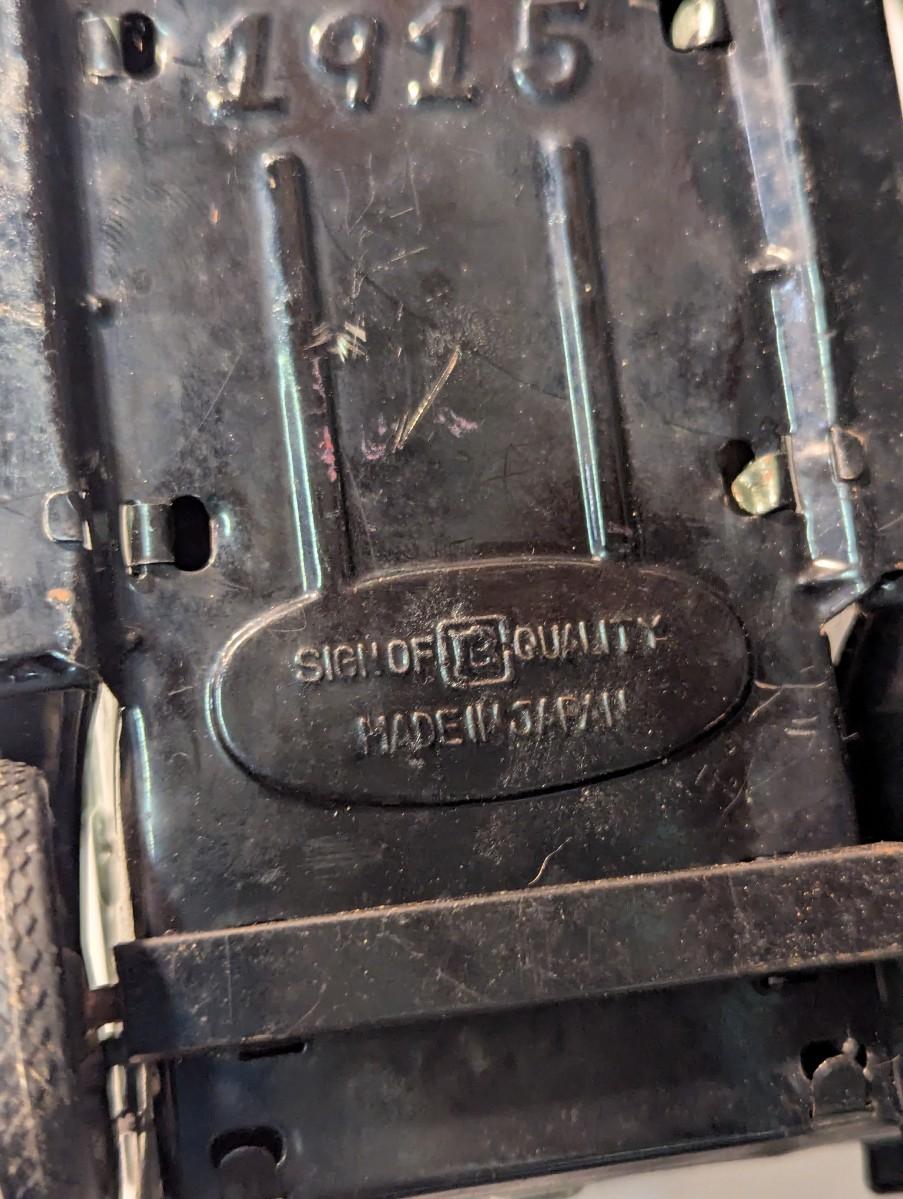 1915
SIGN.OF B QUALITY
MADE IN JAPAN